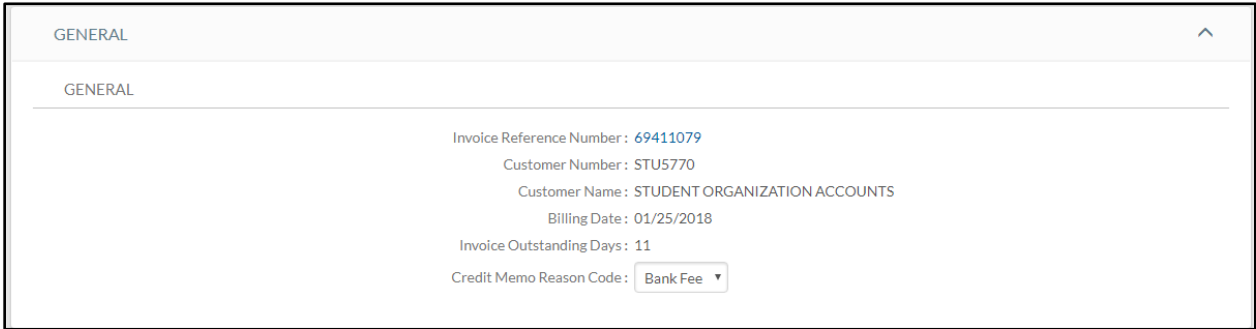 GENERAL
GENERAL
Invoice Reference Number : 69411079
Customer Number : STU5770
Customer Name : STUDENT ORGANIZATION ACCOUNTS
Billing Date : 01/25/2018
Invoice Outstanding Days : 11
Credit Memo Reason Code : Bank Fee